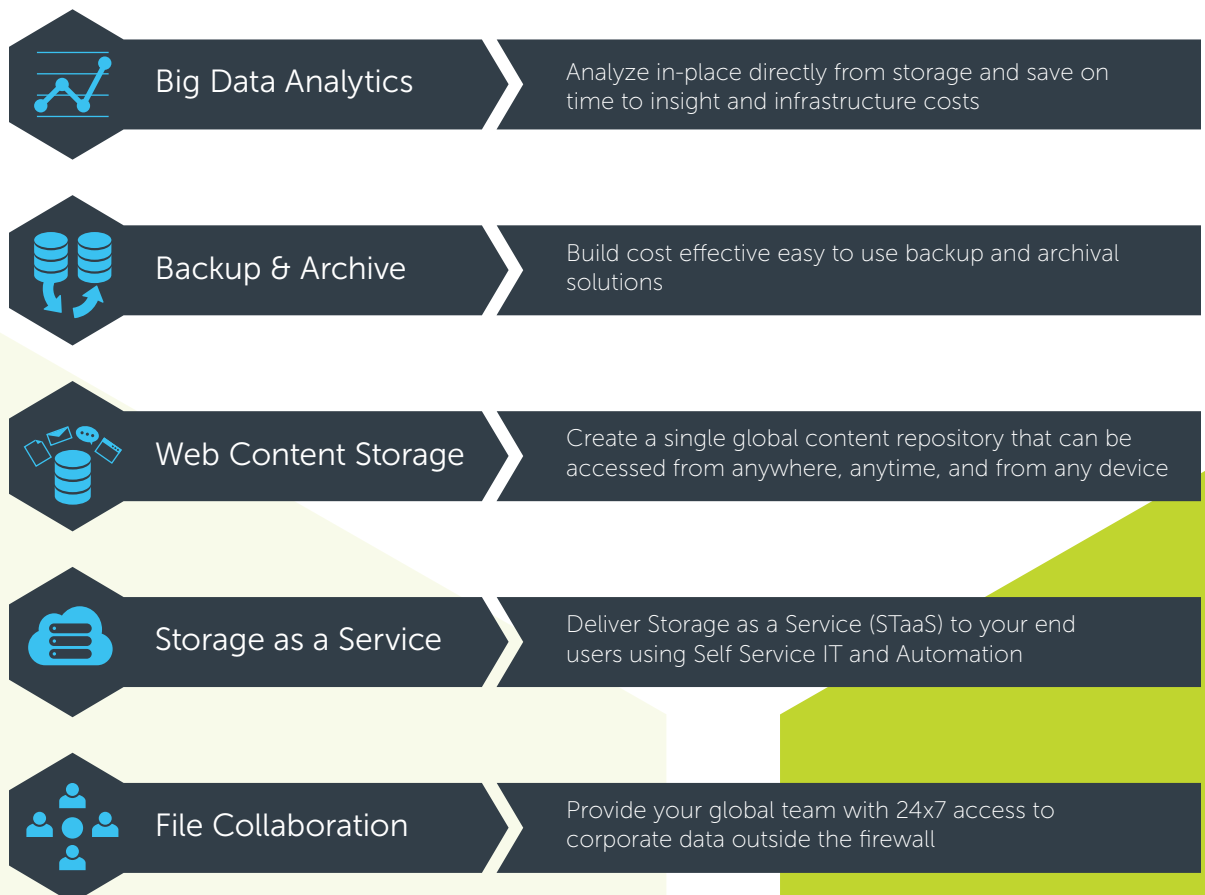 Big Data Analytics
Analyze in-place directly from storage and save on
time to insight and infrastructure costs
Backup & Archive
Build cost effective easy to use backup and archival
solutions
Web Content Storage
Create a single global content repository that can be
accessed from anywhere, anytime, and from any device
Storage as a Service
Deliver Storage as a Service (STaaS) to your end
users using Self Service IT and Automation
File Collaboration
Provide your global team with 24x7 access to
corporate data outside the firewall